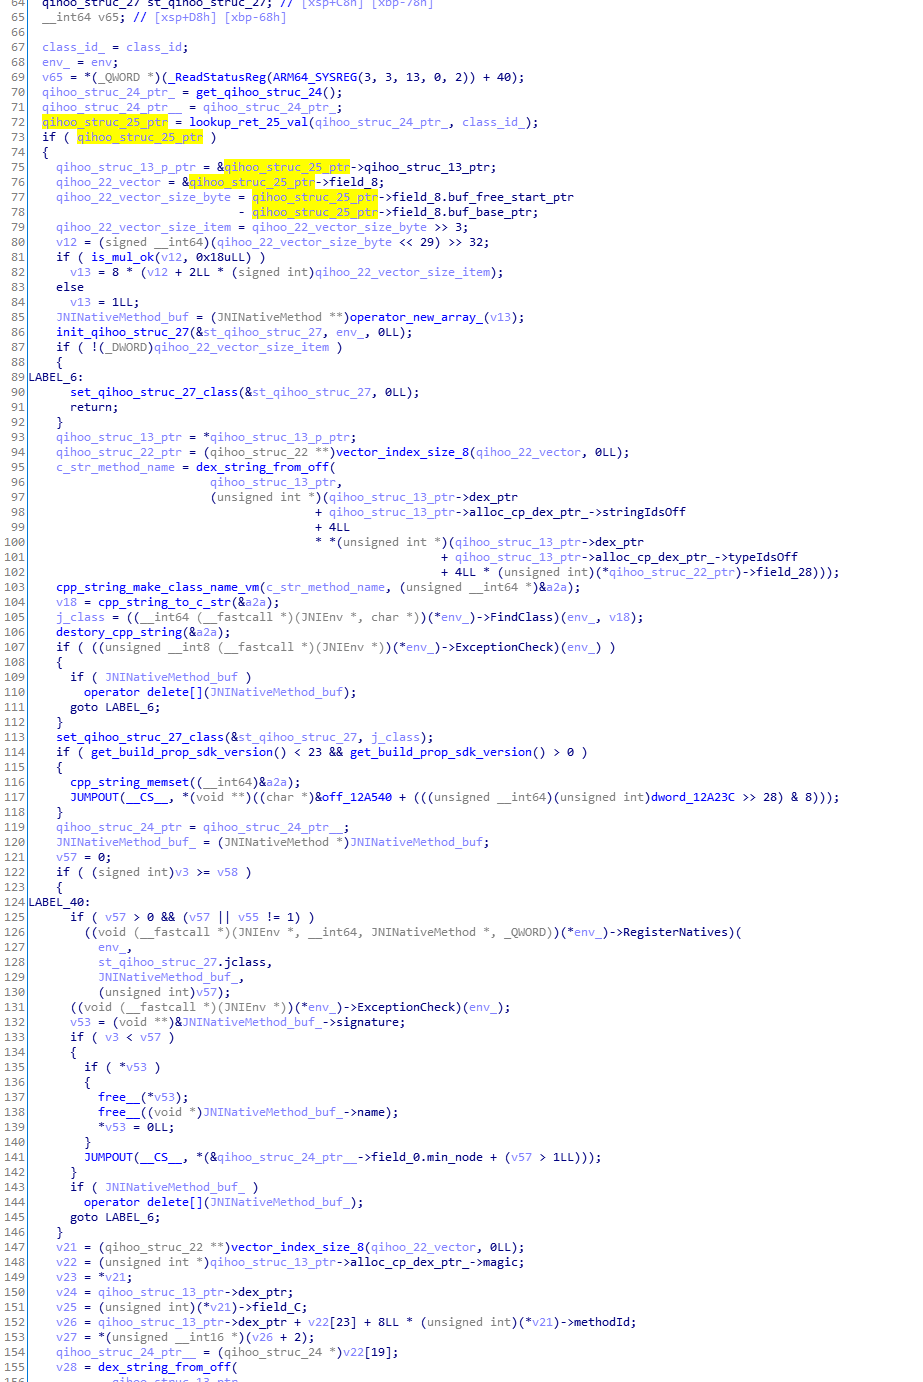 64 qihoo_struc_27 st_qihoo_struc_27; // [xsp+C8h] [xbp-78h]
65 __int64 v65; // [xsp+D8h] [xbp-68h]
66
67 class_id_ = class_id;
68 env_ = env;
69 v65 = *(_QWORD *)(_ReadStatusReg(ARM64_SYSREG(3, 3, 13, 0, 2)) + 40);
70 qihoo_struc_24_ptr_ = get_qihoo_struc_24();
71 qihoo_struc_24_ptr__ = qihoo_struc_24_ptr_;
72 qihoo_struc_25_ptr = lookup_ret_25_val(qihoo_struc_24_ptr_, class_id_);
73 if ( qihoo_struc_25_ptr )
74 {
75 qihoo_struc_13_p_ptr = &qihoo_struc_25_ptr->qihoo_struc_13_ptr;
76 qihoo_22_vector = &qihoo_struc_25_ptr->field_8;
77 qihoo_22_vector_size_byte = qihoo_struc_25_ptr->field_8.buf_free_start_ptr
78 - qihoo_struc_25_ptr->field_8.buf_base_ptr;
79 qihoo_22_vector_size_item = qihoo_22_vector_size_byte >> 3;
80 v12 = (signed __int64)(qihoo_22_vector_size_byte << 29) >> 32;
81 if ( is_mul_ok(v12, 0x18uLL) )
82 v13 = 8 * (v12 + 2LL * (signed int)qihoo_22_vector_size_item);
83 else
84 v13 = 1LL;
85 JNINativeMethod_buf = (JNINativeMethod **)operator_new_array_(v13);
86 init_qihoo_struc_27(&st_qihoo_struc_27, env_, 0LL);
87 if ( !(_DWORD)qihoo_22_vector_size_item )
88 {
89 LABEL_6:
90 set_qihoo_struc_27_class(&st_qihoo_struc_27, 0LL);
91 return;
92 }
93 qihoo_struc_13_ptr = *qihoo_struc_13_p_ptr;
94 qihoo_struc_22_ptr = (qihoo_struc_22 **)vector_index_size_8(qihoo_22_vector, 0LL);
95 c_str_method_name = dex_string_from_off(
96 qihoo_struc_13_ptr,
97 (unsigned int *)(qihoo_struc_13_ptr->dex_ptr
98 + qihoo_struc_13_ptr->alloc_cp_dex_ptr_->stringIdsOff
99 + 4LL
100 * *(unsigned int *)(qihoo_struc_13_ptr->dex_ptr
101 + qihoo_struc_13_ptr->alloc_cp_dex_ptr_->typeIdsOff
102 + 4LL * (unsigned int)(*qihoo_struc_22_ptr)->field_28)));
103 cpp_string_make_class_name_vm(c_str_method_name, (unsigned __int64 *)&a2a);
104 v18 = cpp_string_to_c_str(&a2a);
105 j_class = ((__int64 (__fastcall *)(JNIEnv *, char *))(*env_)->FindClass)(env_, v18);
106 destory_cpp_string(&a2a);
107 if ( ((unsigned __int8 (__fastcall *)(JNIEnv *))(*env_)->ExceptionCheck)(env_) )
108 {
109 if ( JNINativeMethod_buf )
110 operator delete[](JNINativeMethod_buf);
111 goto LABEL_6;
112 }
113 set_qihoo_struc_27_class(&st_qihoo_struc_27, j_class);
114 if ( get_build_prop_sdk_version() < 23 && get_build_prop_sdk_version() > 0 )
115 {
116 cpp_string_memset((__int64)&a2a);
117 JUMPOUT(__CS__, *(void **)((char *)&off_12A540 + (((unsigned __int64)(unsigned int)dword_12A23C >> 28) & 8)));
118 }
119 qihoo_struc_24_ptr = qihoo_struc_24_ptr__;
120 JNINativeMethod_buf_ = (JNINativeMethod *)JNINativeMethod_buf;
121 v57 = 0;
122 if ( (signed int)v3 >= v58 )
123 {
124 LABEL_40:
125 if ( v57 > 0 && (v57 || v55 != 1) )
126 ((void (__fastcall *)(JNIEnv *, __int64, JNINativeMethod *, _QWORD))(*env_)->RegisterNatives)(
127 env_,
128 st_qihoo_struc_27.jclass,
129 JNINativeMethod_buf_,
130 (unsigned int)v57);
131 ((void (__fastcall *)(JNIEnv *))(*env_)->ExceptionCheck)(env_);
132 v53 = (void **)&JNINativeMethod_buf_->signature;
133 if ( v3 < v57 )
134 {
135 if ( *v53 )
136 {
137 free__(*v53);
138 free__((void *)JNINativeMethod_buf_->name);
139 *v53 = 0LL;
140 }
141 JUMPOUT(__CS__, *(&qihoo_struc_24_ptr__->field_0.min_node + (v57 > 1LL)));
142 }
143 if ( JNINativeMethod_buf_ )
144 operator delete[](JNINativeMethod_buf_);
145 goto LABEL_6;
146 }
147 v21 = (qihoo_struc_22 **)vector_index_size_8(qihoo_22_vector, 0LL);
148 v22 = (unsigned int *)qihoo_struc_13_ptr->alloc_cp_dex_ptr_->magic;
149 v23 = *v21;
150 v24 = qihoo_struc_13_ptr->dex_ptr;
151 v25 = (unsigned int)(*v21)->field_C;
152 v26 = qihoo_struc_13_ptr->dex_ptr + v22[23] + 8LL * (unsigned int)(*v21)->methodId;
153 v27 = *(unsigned __int16 *)(v26 + 2);
154 qihoo_struc_24_ptr__ = (qihoo_struc_24 *)v22[19];
155 v28 = dex_string_from_off(